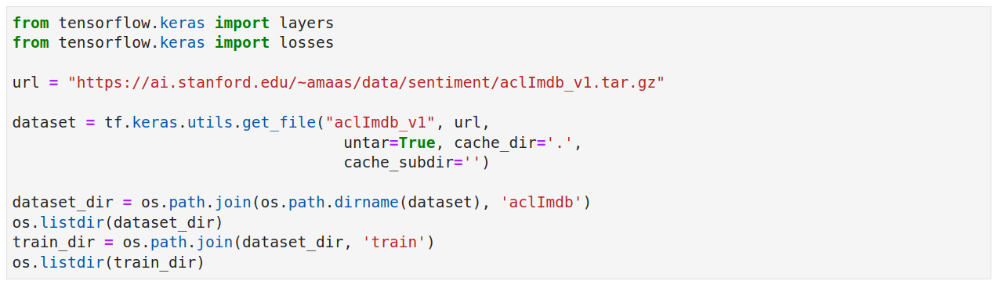 from tensorflow.keras import layers
from tensorflow.keras import losses

url = "https://ai.stanford.edu/~amaas/data/sentiment/aclImdb_v1.tar.gz"

dataset = tf.keras.utils.get_file("aclImdb_v1", url,
                                    untar=True, cache_dir='.',
                                    cache_subdir='')

dataset_dir = os.path.join(os.path.dirname(dataset), 'aclImdb')
os.listdir(dataset_dir)
train_dir = os.path.join(dataset_dir, 'train')
os.listdir(train_dir)